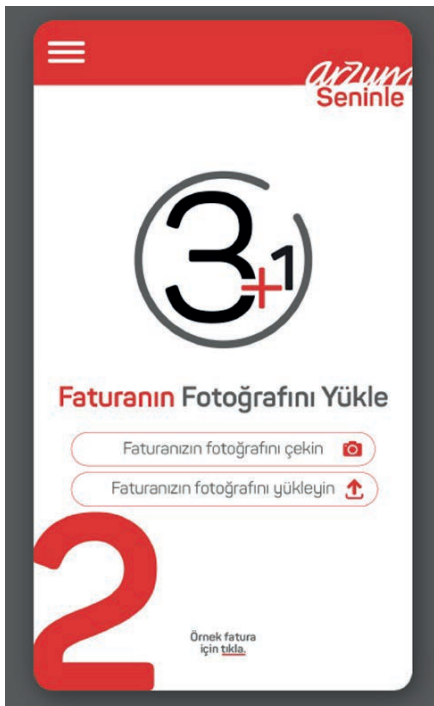 arzum
Seninle
3+1
Faturanın Fotoğrafını Yükle
Faturanızın fotoğrafını çekin
Faturanızın fotoğrafını yükleyin
2
Örnek fatura
için tıkla.